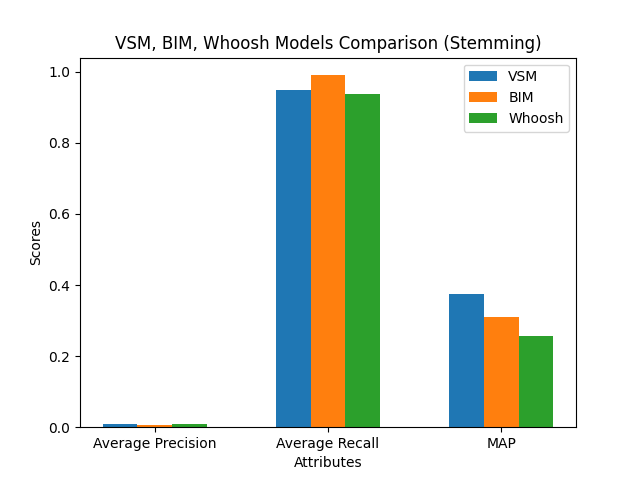 VSM, BIM, Whoosh Models Comparison (Stemming)
VSM
BIM
Whoosh
1.0
0.8
0.6
0.4
0.2
0.0
Scores
Average Precision
Average Recall
MAP
Attributes